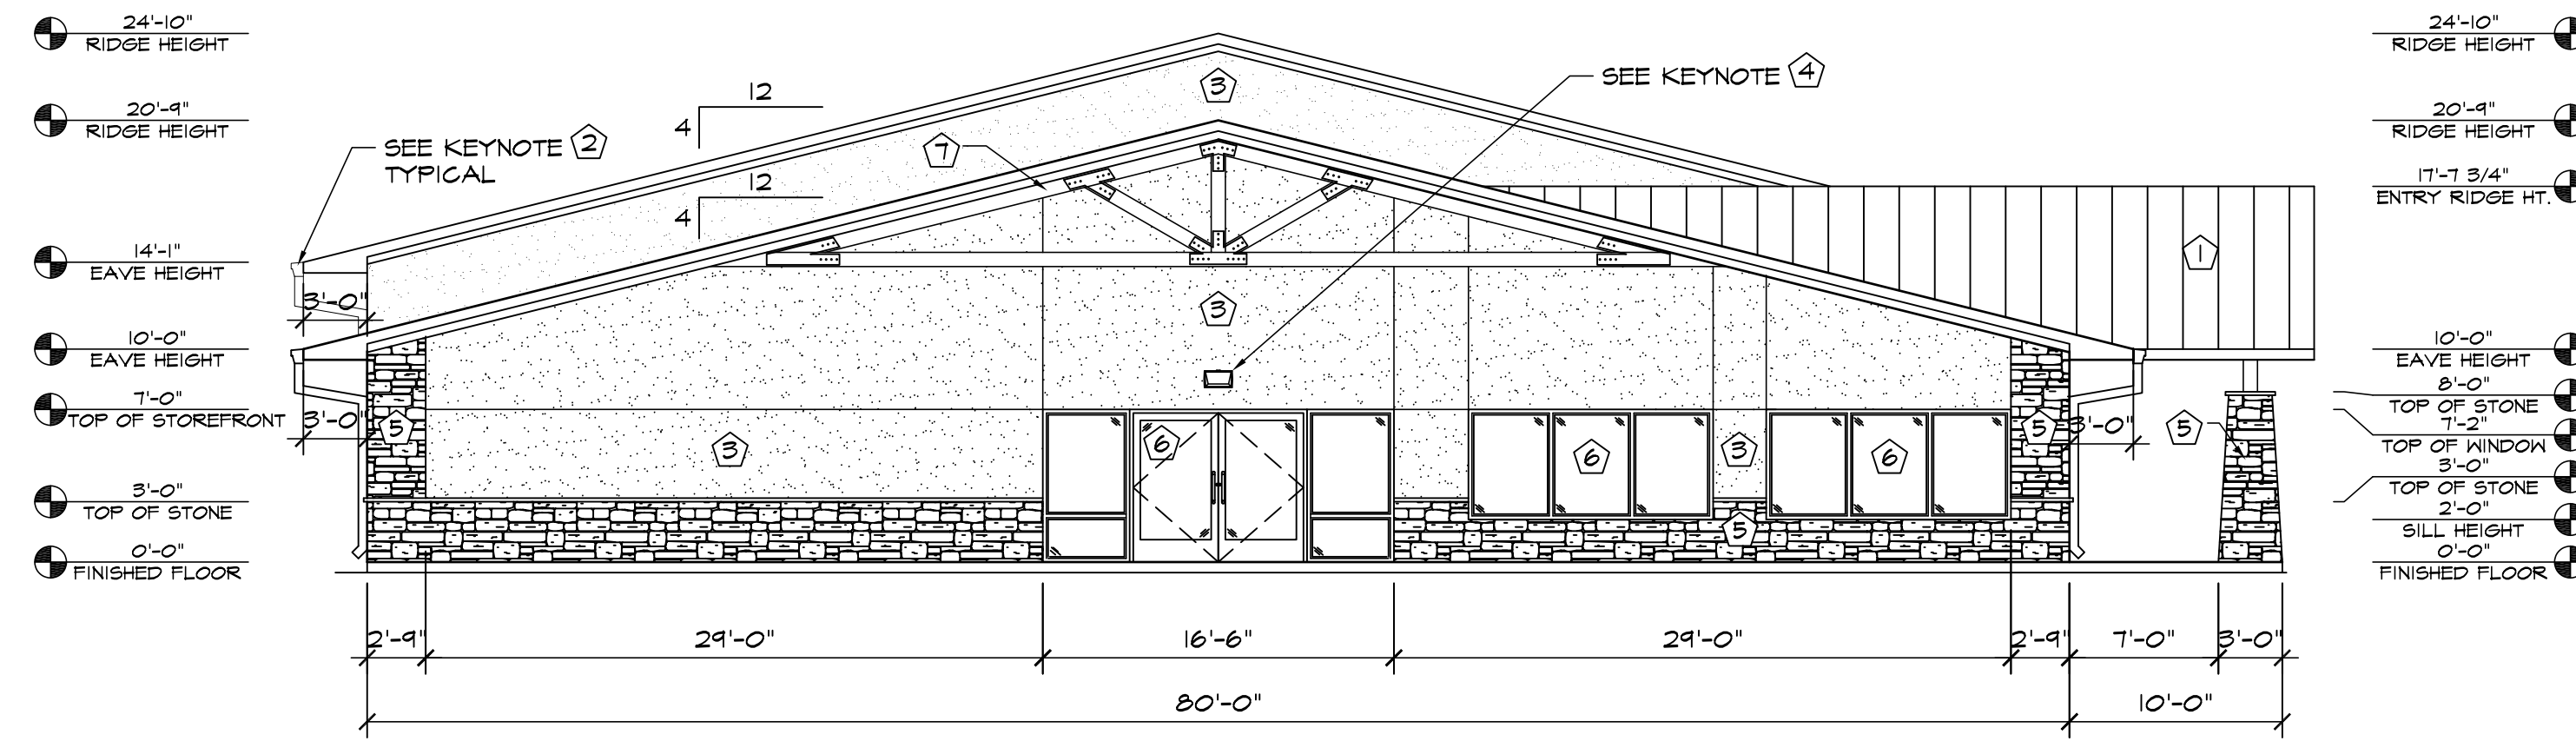 24'-10"
RIDGE HEIGHT
20'-9"
RIDGE HEIGHT
14'-1"
EAVE HEIGHT
10'-0"
EAVE HEIGHT
7'-0"
TOP OF STOREFRONT
3'-0"
TOP OF STONE
0'-0"
FINISHED FLOOR
SEE KEYNOTE 2
TYPICAL
12
4
12
4
3
7
SEE KEYNOTE 4
1
3'-0"
3
3'-0"
5
3
6
6
3
6
5
3'-0"
5
5
24'-10"
RIDGE HEIGHT
20'-9"
RIDGE HEIGHT
17'-7 3/4"
ENTRY RIDGE HT.
10'-0"
EAVE HEIGHT
8'-0"
TOP OF STONE
7'-2"
TOP OF WINDOW
3'-0"
TOP OF STONE
2'-0"
SILL HEIGHT
0'-0"
FINISHED FLOOR
2'-9" 29'-0" 16'-6" 29'-0" 2'-9" 7'-0" 3'-0"
80'-0" 10'-0"